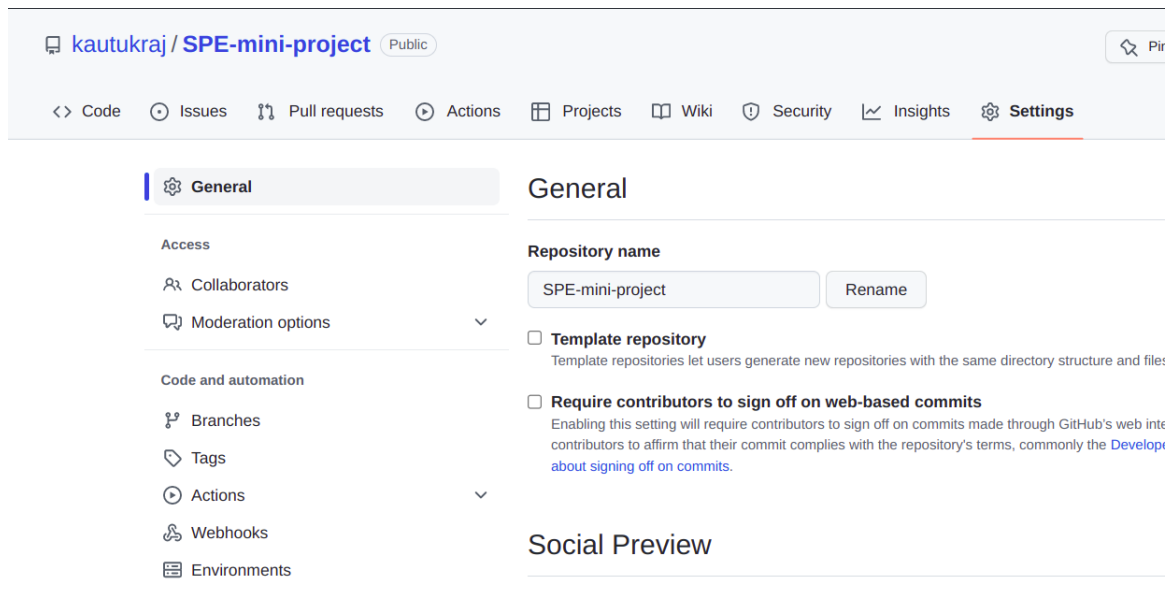 kautukraj / SPE-mini-project Public
Code Issues Pull requests Actions Projects Wiki Security Insights Settings
General
Access
Collaborators
Moderation options
Code and automation
Branches
Tags
Actions
Webhooks
Environments
General
Repository name
SPE-mini-project Rename
Template repository
Template repositories let users generate new repositories with the same directory structure and files
Require contributors to sign off on web-based commits
Enabling this setting will require contributors to sign off on commits made through GitHub's web
contributors to affirm that their commit complies with the repository's terms, commonly the
about signing off on commits.
Social Preview